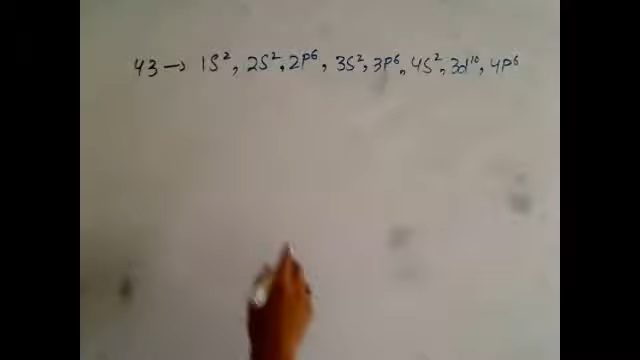 43 → 1S², 2S², 2P⁶, 3S², 3P⁶, 4S², 3d¹⁰, 4P⁶